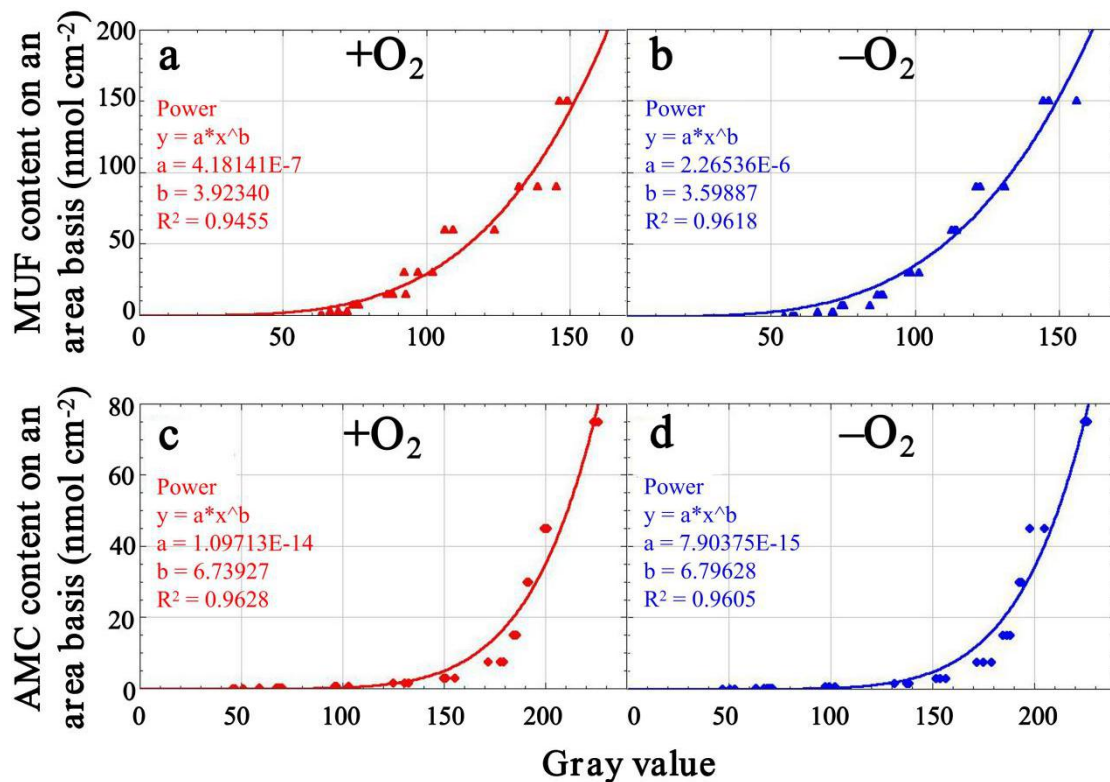 MUF content on an
area basis (nmol cm⁻²)
200
150
100
50
0
a
+O₂
Power
y = a*x^b
a = 4.18141E-7
b = 3.92340
R² = 0.9455
0
50
100
150
b
–O₂
Power
y = a*x^b
a = 2.26536E-6
b = 3.59887
R² = 0.9618
0
50
100
150
AMC content on an
area basis (nmol cm⁻²)
80
60
40
20
0
c
+O₂
Power
y = a*x^b
a = 1.09713E-14
b = 6.73927
R² = 0.9628
0
50
100
150
200
d
–O₂
Power
y = a*x^b
a = 7.90375E-15
b = 6.79628
R² = 0.9605
0
50
100
150
200
Gray value